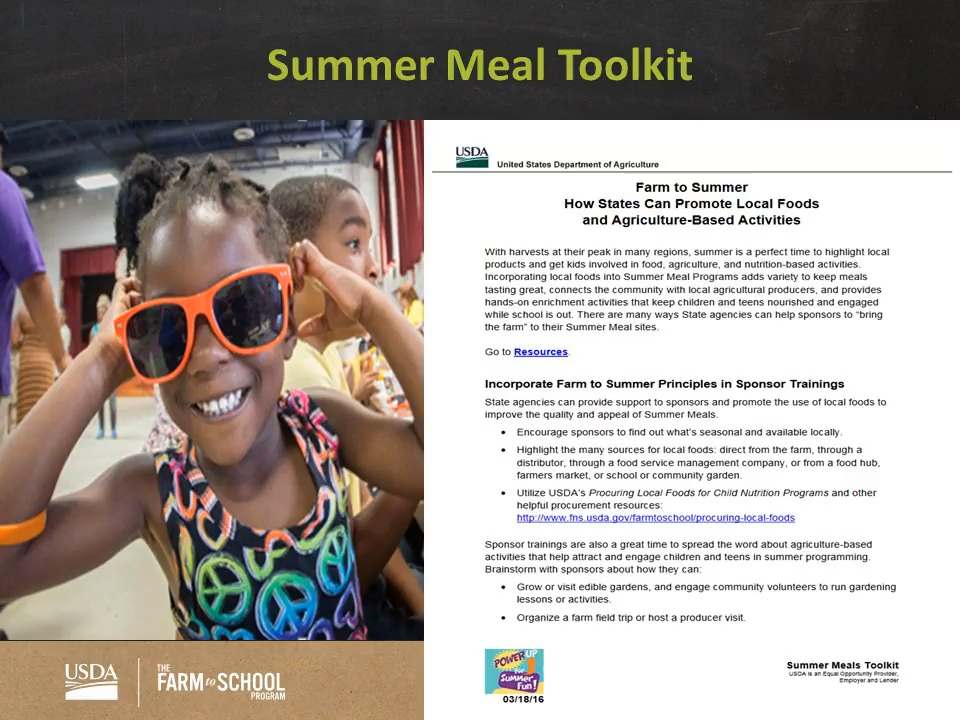 Summer Meal Toolkit
USDA
United States Department of Agriculture
Farm to Summer
How States Can Promote Local Foods
and Agriculture-Based Activities
With harvests at their peak in many regions, summer is a perfect time to highlight local
products and get kids involved in food, agriculture, and nutrition-based activities.
Incorporating local foods into Summer Meal Programs adds variety to keep meals
tasting great, connects the community with local agricultural producers, and provides
hands-on enrichment activities that keep children and teens nourished and engaged
while school is out. There are many ways State agencies can help sponsors to “bring
the farm” to their Summer Meal sites.
Go to Resources.
Incorporate Farm to Summer Principles in Sponsor Trainings
State agencies can provide support to sponsors and promote the use of local foods to
improve the quality and appeal of Summer Meals.
• Encourage sponsors to find out what’s seasonal and available locally.
• Highlight the many sources for local foods: direct from the farm, through a
distributor, through a food service management company, or from a food hub,
farmers market, or school or community garden.
• Utilize USDA’s Procuring Local Foods for Child Nutrition Programs and other
helpful procurement resources:
http://www.fns.usda.gov/farmtoschool/procuring-local-foods
Sponsor trainings are also a great time to spread the word about agriculture-based
activities that help attract and engage children and teens in summer programming.
Brainstorm with sponsors about how they can:
• Grow or visit edible gardens, and engage community volunteers to run gardening
lessons or activities.
• Organize a farm field trip or host a producer visit.
POWER UP
for
Summer
Fun!
03/18/16
Summer Meals Toolkit
USDA is an Equal Opportunity Provider,
Employer and Lender
USDA
THE
FARM to SCHOOL
PROGRAM